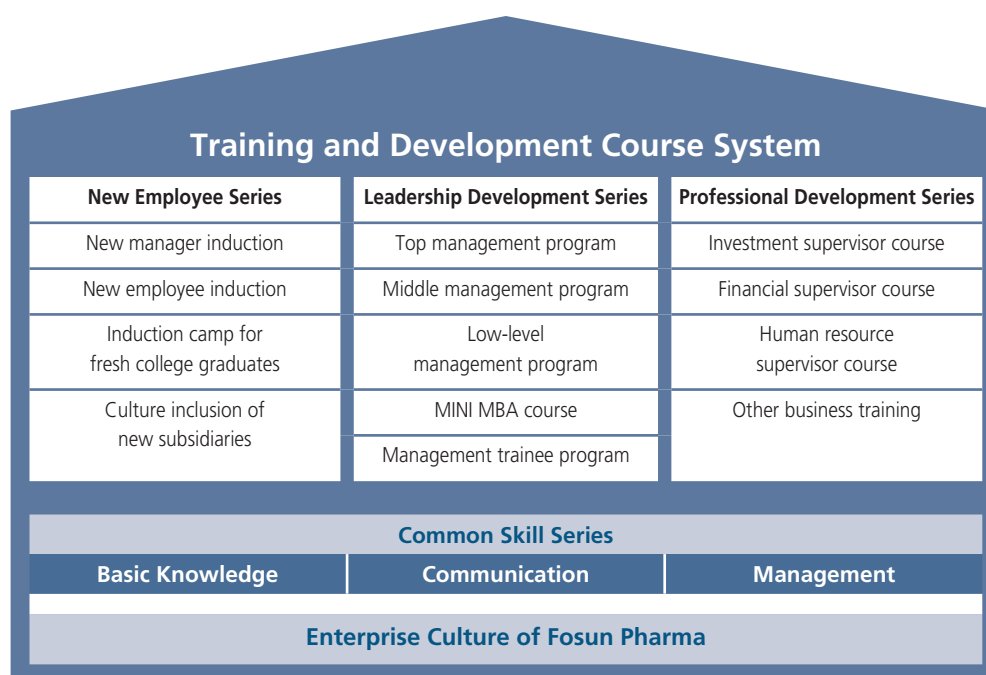 Training and Development Course System
New Employee Series
New manager induction
New employee induction
Induction camp for
fresh college graduates
Culture inclusion of
new subsidiaries
Leadership Development Series
Top management program
Middle management program
Low-level
management program
MINI MBA course
Management trainee program
Professional Development Series
Investment supervisor course
Financial supervisor course
Human resource
supervisor course
Other business training
Common Skill Series
Basic Knowledge
Communication
Management
Enterprise Culture of Fosun Pharma